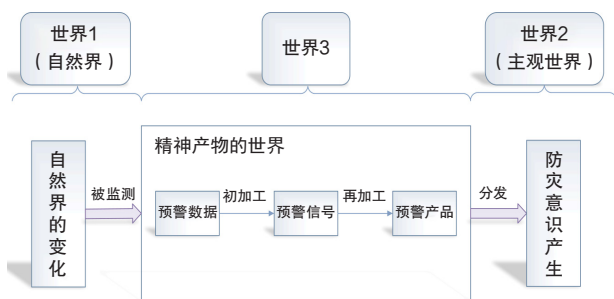 世界1
（自然界）
世界3
世界2
（主观世界）
自然界的变化
被监测
精神产物的世界
预警数据
初加工
预警信号
再加工
预警产品
分发
防灾意识产生